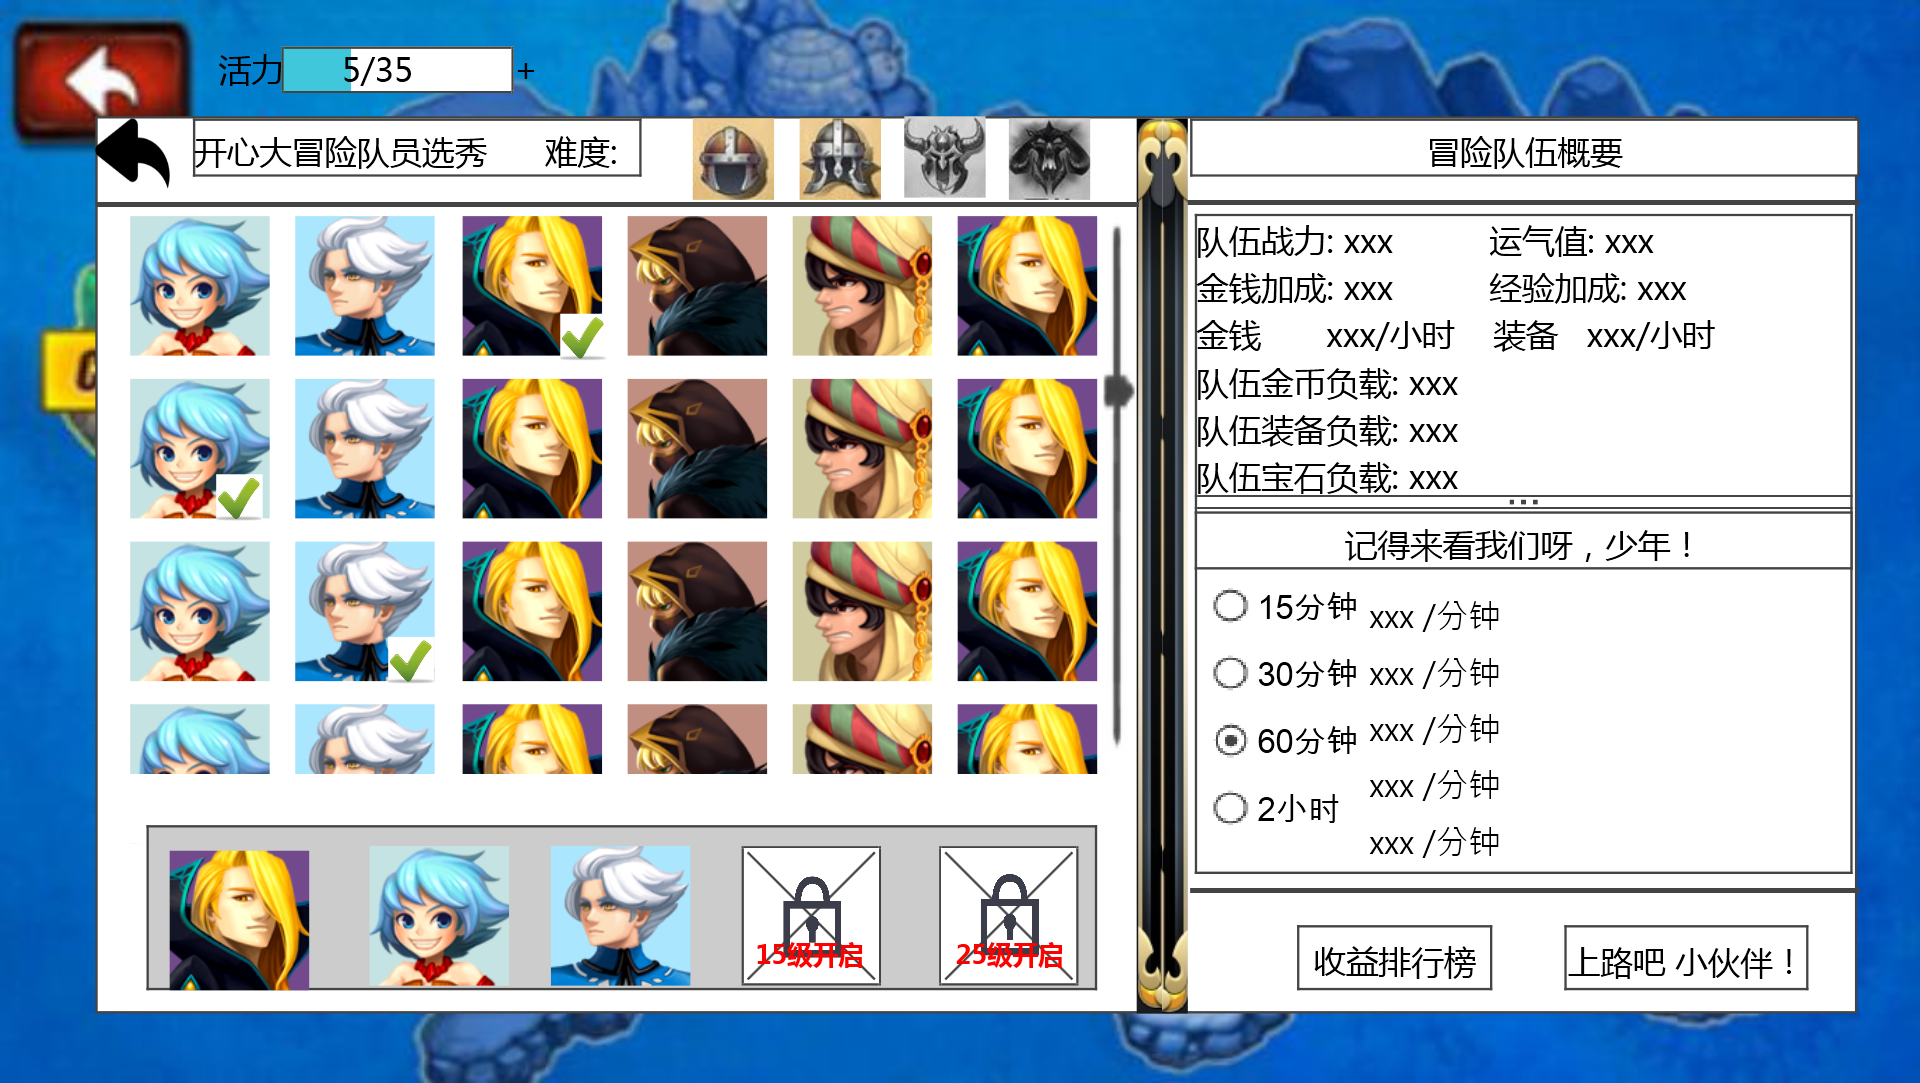 活力 5/35 +
开心大冒险队员选秀 难度:
冒险队伍概要
队伍战力: xxx 运气值: xxx
金钱加成: xxx 经验加成: xxx
金钱 xxx/小时 装备 xxx/小时
队伍金币负载: xxx
队伍装备负载: xxx
队伍宝石负载: xxx
...
记得来看我们呀，少年！
15分钟 xxx /分钟
30分钟 xxx /分钟
60分钟 xxx /分钟
xxx /分钟
2小时
xxx /分钟
15级开启
25级开启
收益排行榜
上路吧 小伙伴！